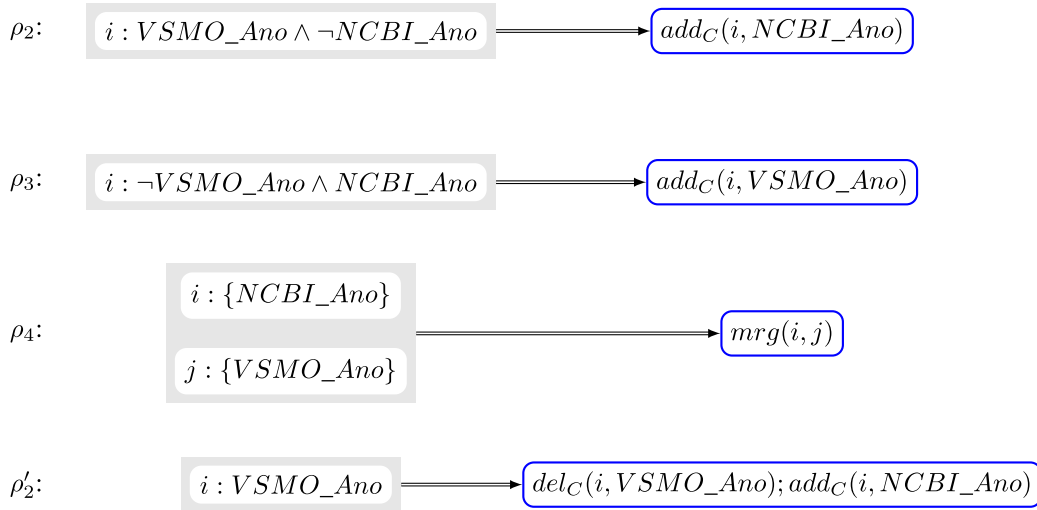 ρ₂: i : VSMO_Ano ∧ ¬NCBI_Ano add_C(i, NCBI_Ano)
ρ₃: i : ¬VSMO_Ano ∧ NCBI_Ano add_C(i, VSMO_Ano)
i : {NCBI_Ano}
ρ₄: mrg(i, j)
j : {VSMO_Ano}
ρ′₂: i : VSMO_Ano del_C(i, VSMO_Ano); add_C(i, NCBI_Ano)